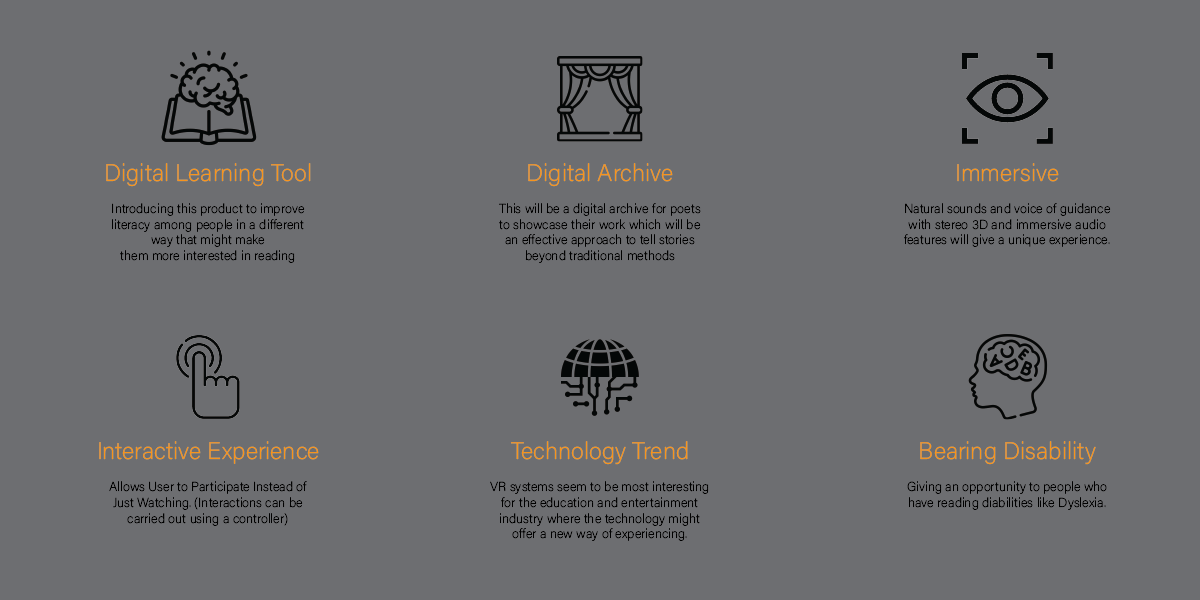 Digital Learning Tool
Introducing this product to improve
literacy among people in a different
way that might make
them more interested in reading
Digital Archive
This will be a digital archive for poets
to showcase their work which will be
an effective approach to tell stories
beyond traditional methods
Immersive
Natural sounds and voice of guidance
with stereo 3D and immersive audio
features will give a unique experience.
Interactive Experience
Allows User to Participate Instead of
Just Watching. (Interactions can be
carried out using a controller)
Technology Trend
VR systems seem to be most interesting
for the education and entertainment
industry where the technology might
offer a new way of experiencing.
A U E D B
Bearing Disability
Giving an opportunity to people who
have reading diabilities like Dyslexia.